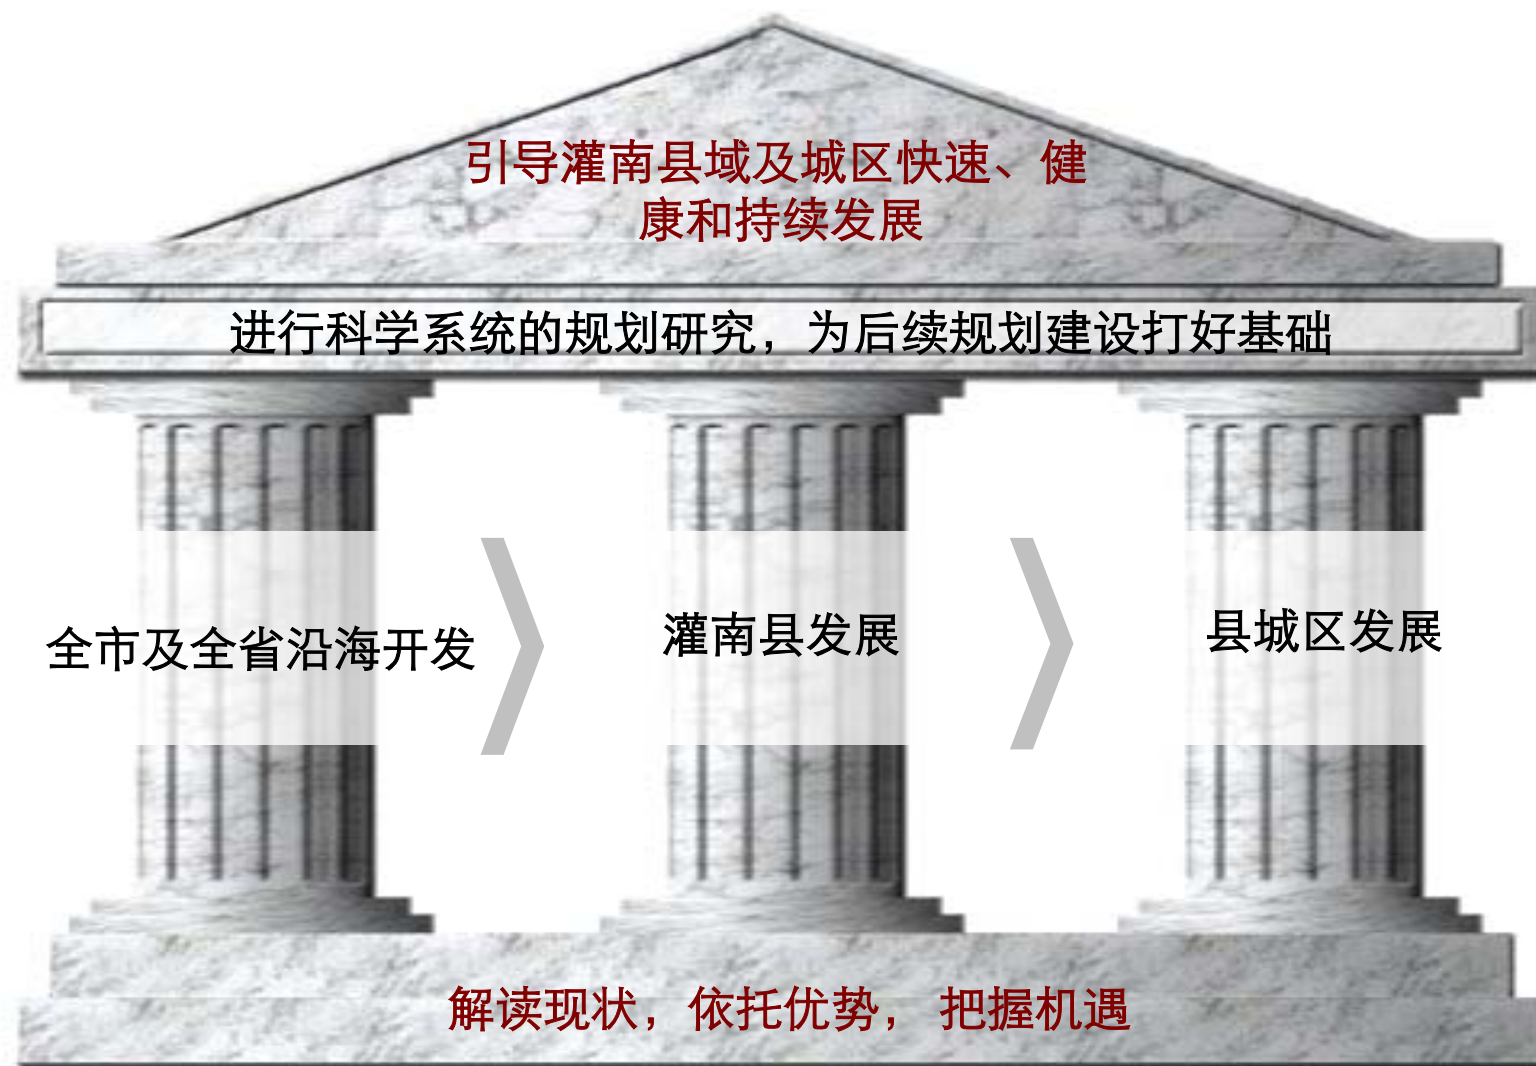 引导灌南县域及城区快速、健
康和持续发展
进行科学系统的规划研究，为后续规划建设打好基础
全市及全省沿海开发
灌南县发展
县城区发展
解读现状，依托优势， 把握机遇